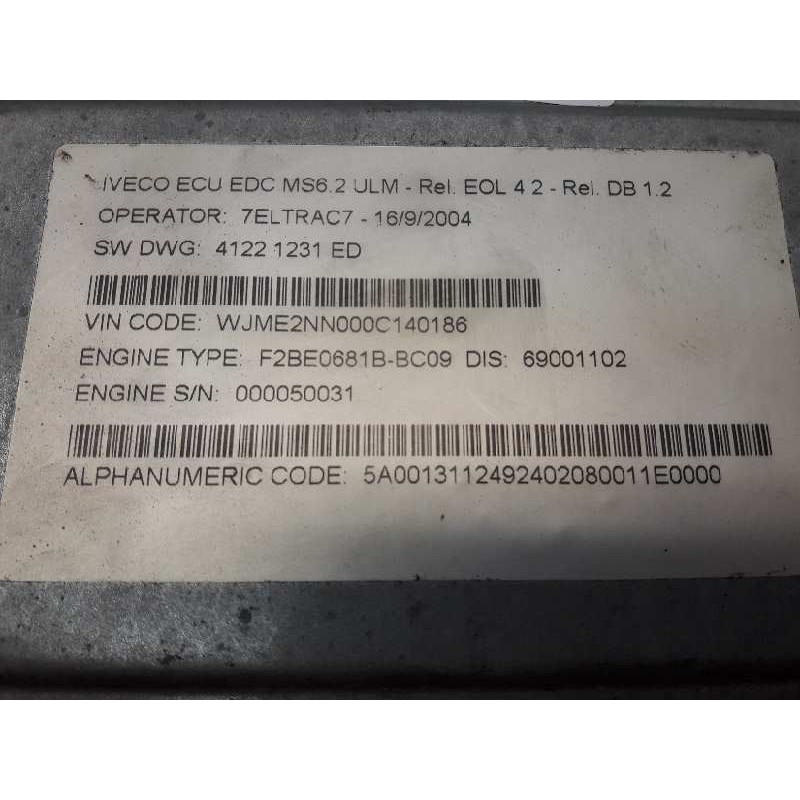 IVECO ECU EDC MS6.2 ULM - Rel. EOL 4.2 - Rel. DB 1.2
OPERATOR: 7ELTRAC7 - 16/9/2004
SW DWG: 4122 1231 ED
VIN CODE: WJME2NN000C140186
ENGINE TYPE: F2BE0681B-BC09 DIS: 69001102
ENGINE S/N: 000050031
ALPHANUMERIC CODE: 5A0013112492402080011E0000